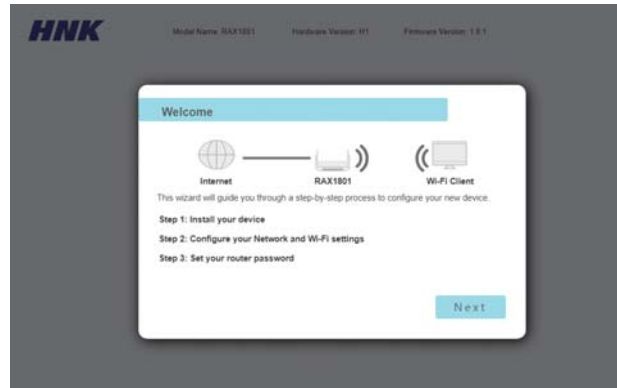 HNK
Model Name: RAX1801 Hardware Version: H1 Firmware Version: 1.0.1
Welcome
Internet RAX1801 Wi-Fi Client
This wizard will guide you through a step-by-step process to configure your new device.
Step 1: Install your device
Step 2: Configure your Network and Wi-Fi settings
Step 3: Set your router password
Next